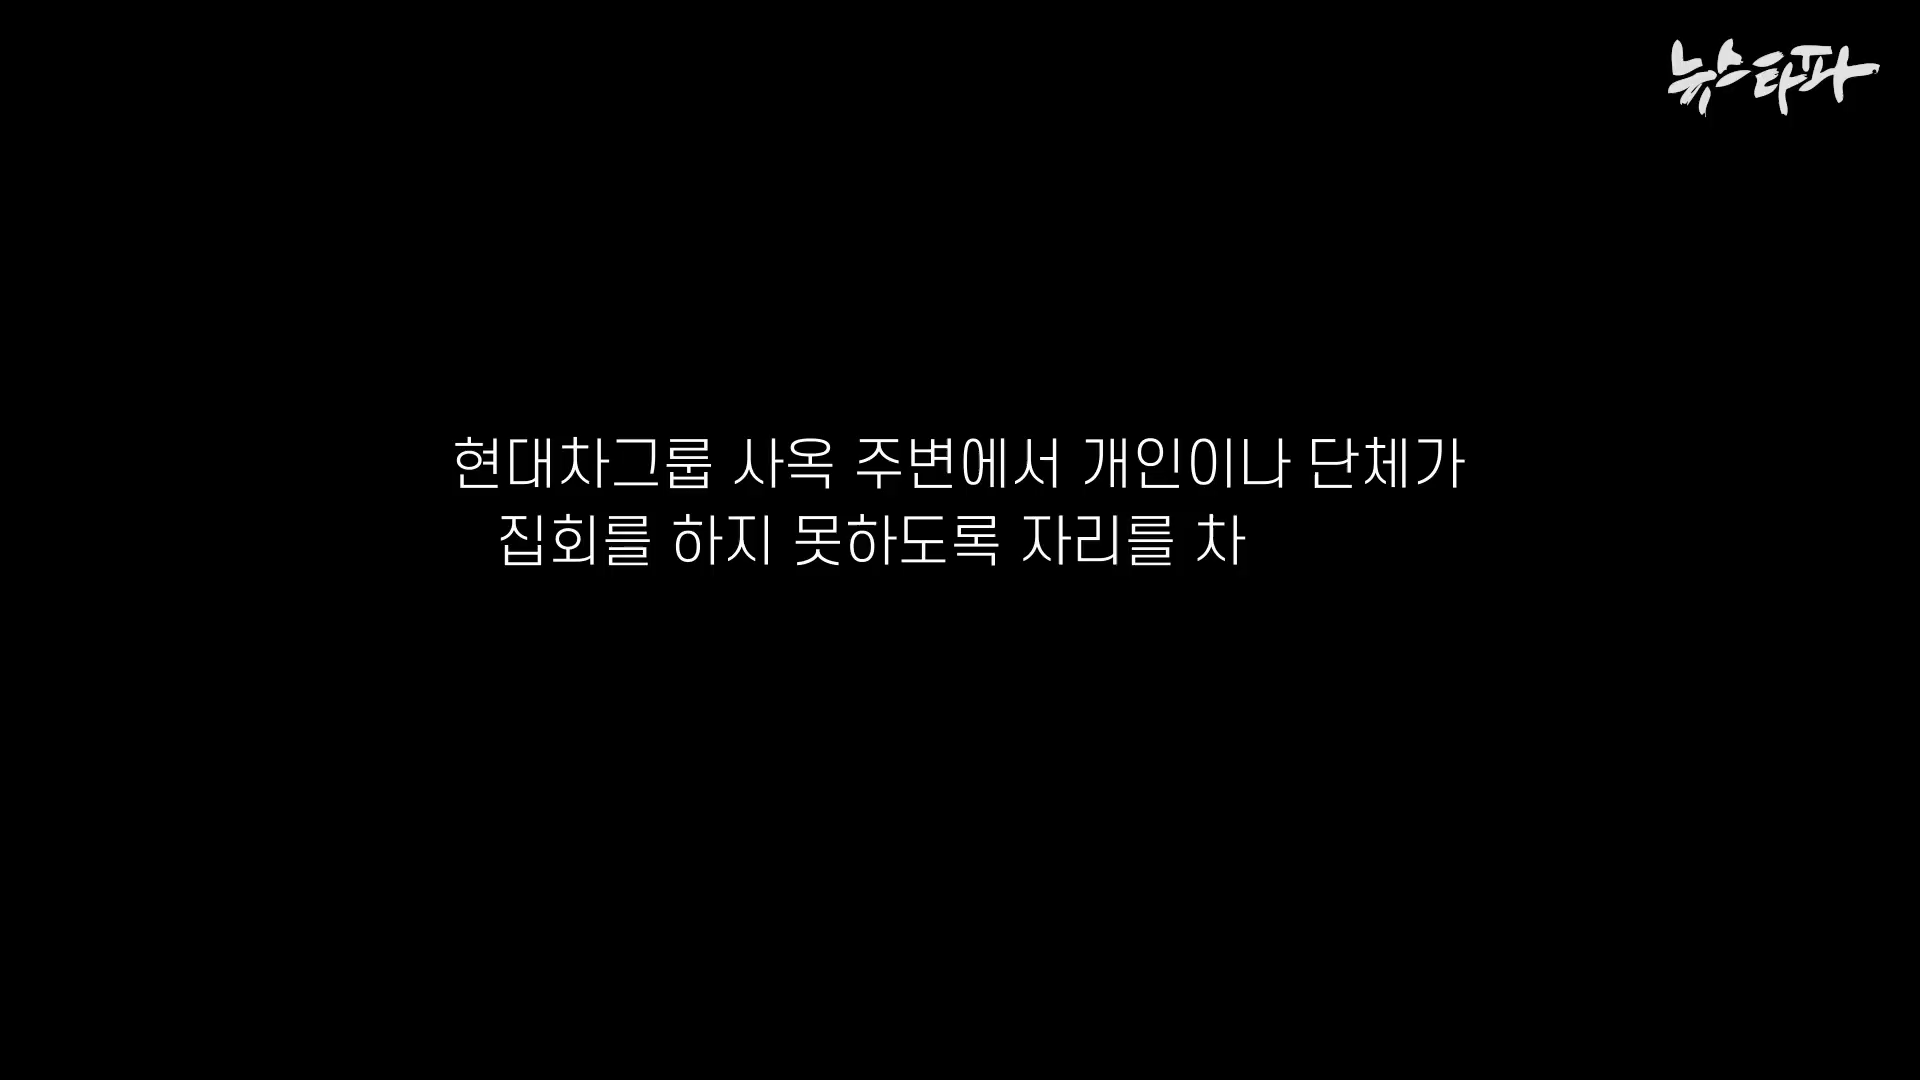 뉴스타파
현대차그룹 사옥 주변에서 개인이나 단체가
집회를 하지 못하도록 자리를 차